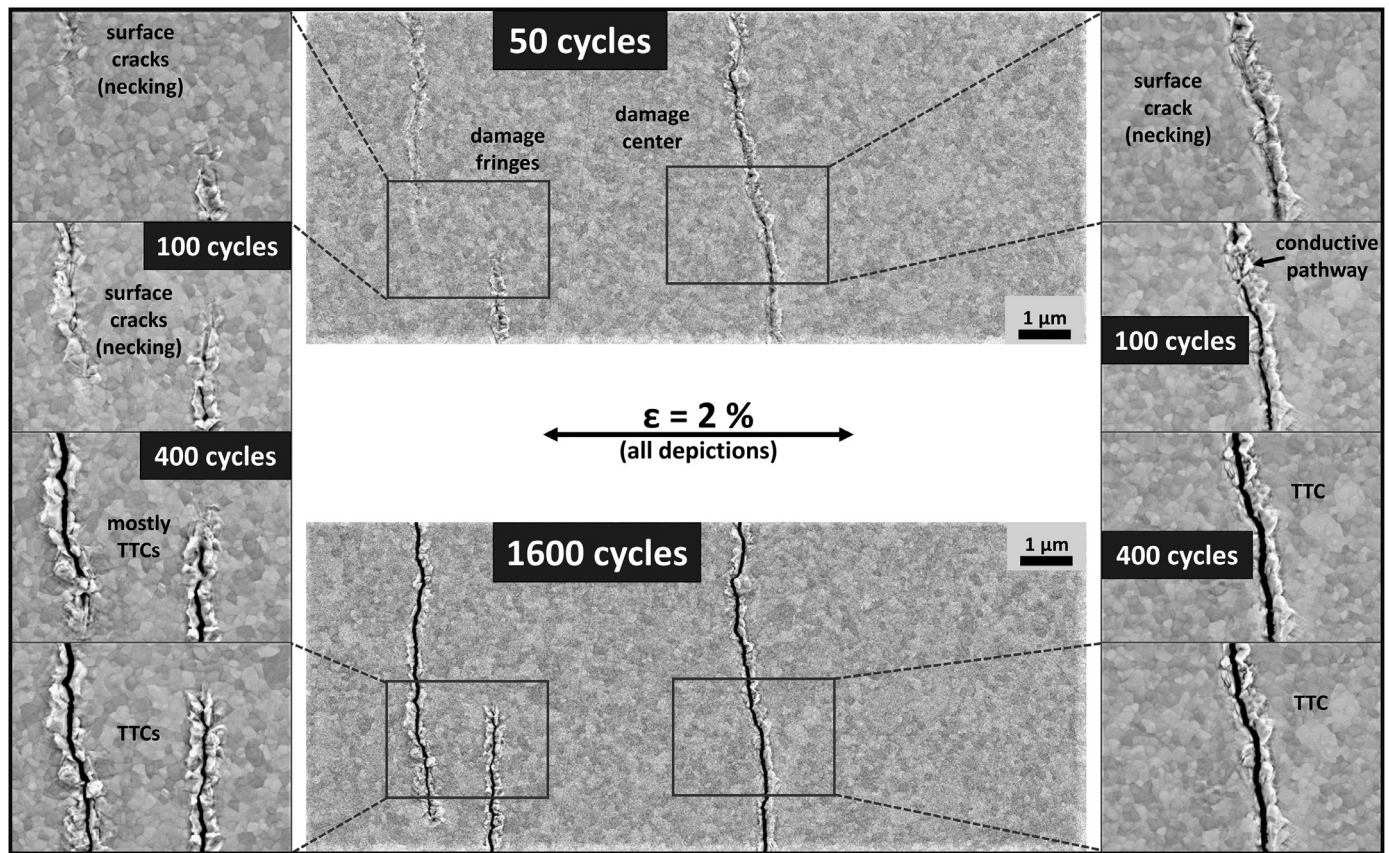 surface
cracks
(necking)
50 cycles
damage
fringes
damage
center
surface
crack
(necking)
100 cycles
surface
cracks
(necking)
1 µm
conductive
pathway
100 cycles
ε = 2 %
(all depictions)
400 cycles
mostly
TTCs
1600 cycles
1 µm
TTC
400 cycles
TTCs
TTC